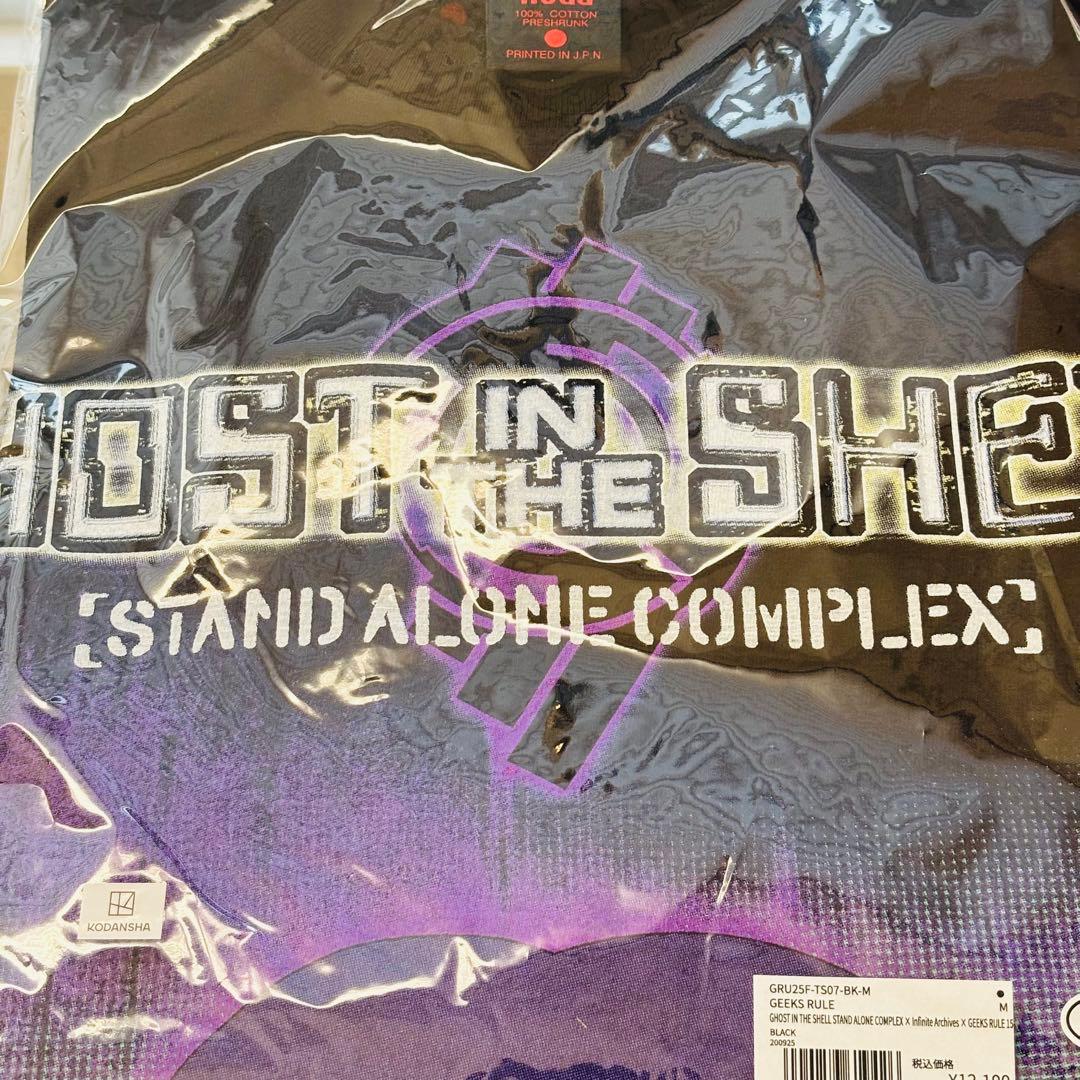 100% COTTON
PRESHRUNK
PRINTED IN J.P.N
HOST IN THE SHE
[STAND ALONE COMPLEX]
KODANSHA
GRU25F-TS07-BK-M
GEEKS RULE
M
GHOST IN THE SHELL STAND ALONE COMPLEX × Infinite Archives × GEEKS RULE 15
BLACK
200925
税込価格